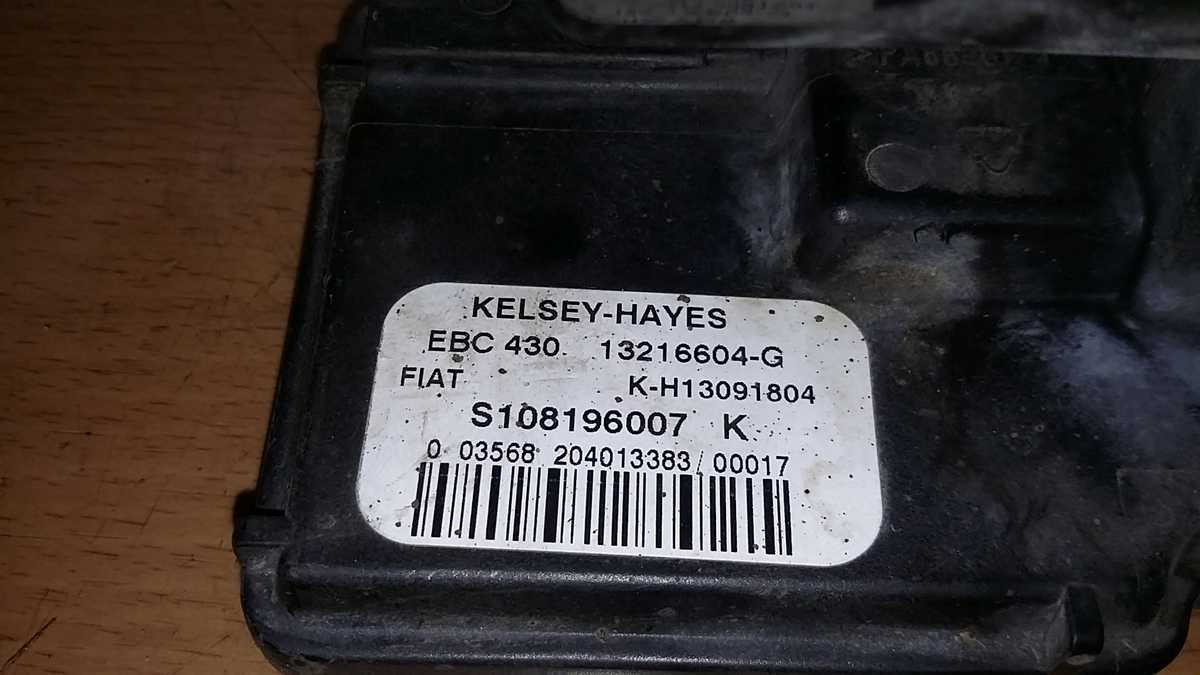 KELSEY-HAYES
EBC 430. 13216604-G
FIAT K-H13091804
S108196007 K
0 03568 204013383/00017